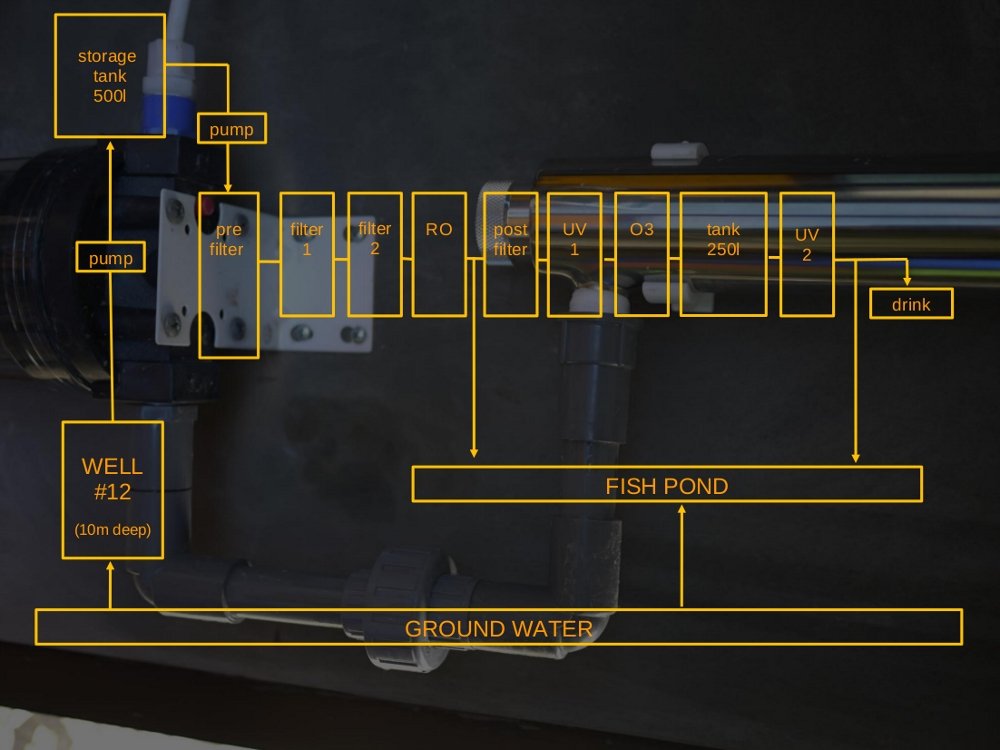 storage
tank
500l
pump
pre
filter
filter
1
filter
2
RO
post
filter
UV
1
O3
tank
250l
UV
2
pump
drink
WELL
#12
(10m deep)
FISH POND
GROUND WATER